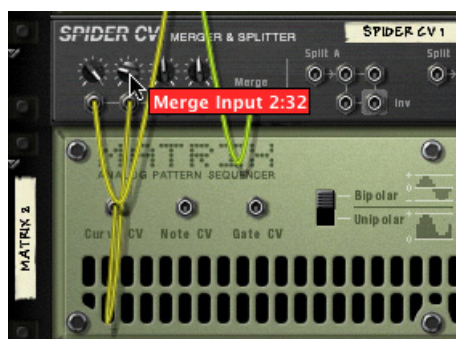 SPIDER CV MERGER & SPLITTER
SPIDER CV 1
Split A
Split
Merge
Inv
Merge Input 2:32
MATRIX
ANALOG PATTERN SEQUENCER
Bipolar
Unipolar
Curve CV
Note CV
Gate CV
MATRIX 2